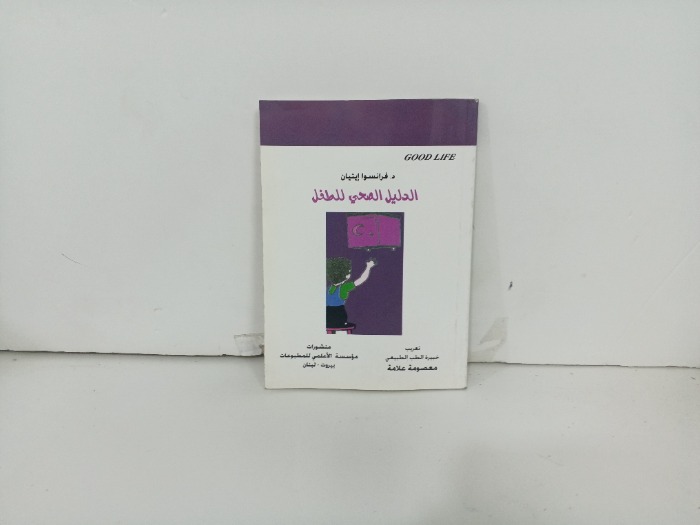 GOOD LIFE
د. فرانسوا إيتيان
الدليل الصحي للطفل
تعريب
خبيرة الطب الطبيعي
معصومة علامة
منشورات
مؤسسة الأعلمي للمطبوعات
بيروت - لبنان